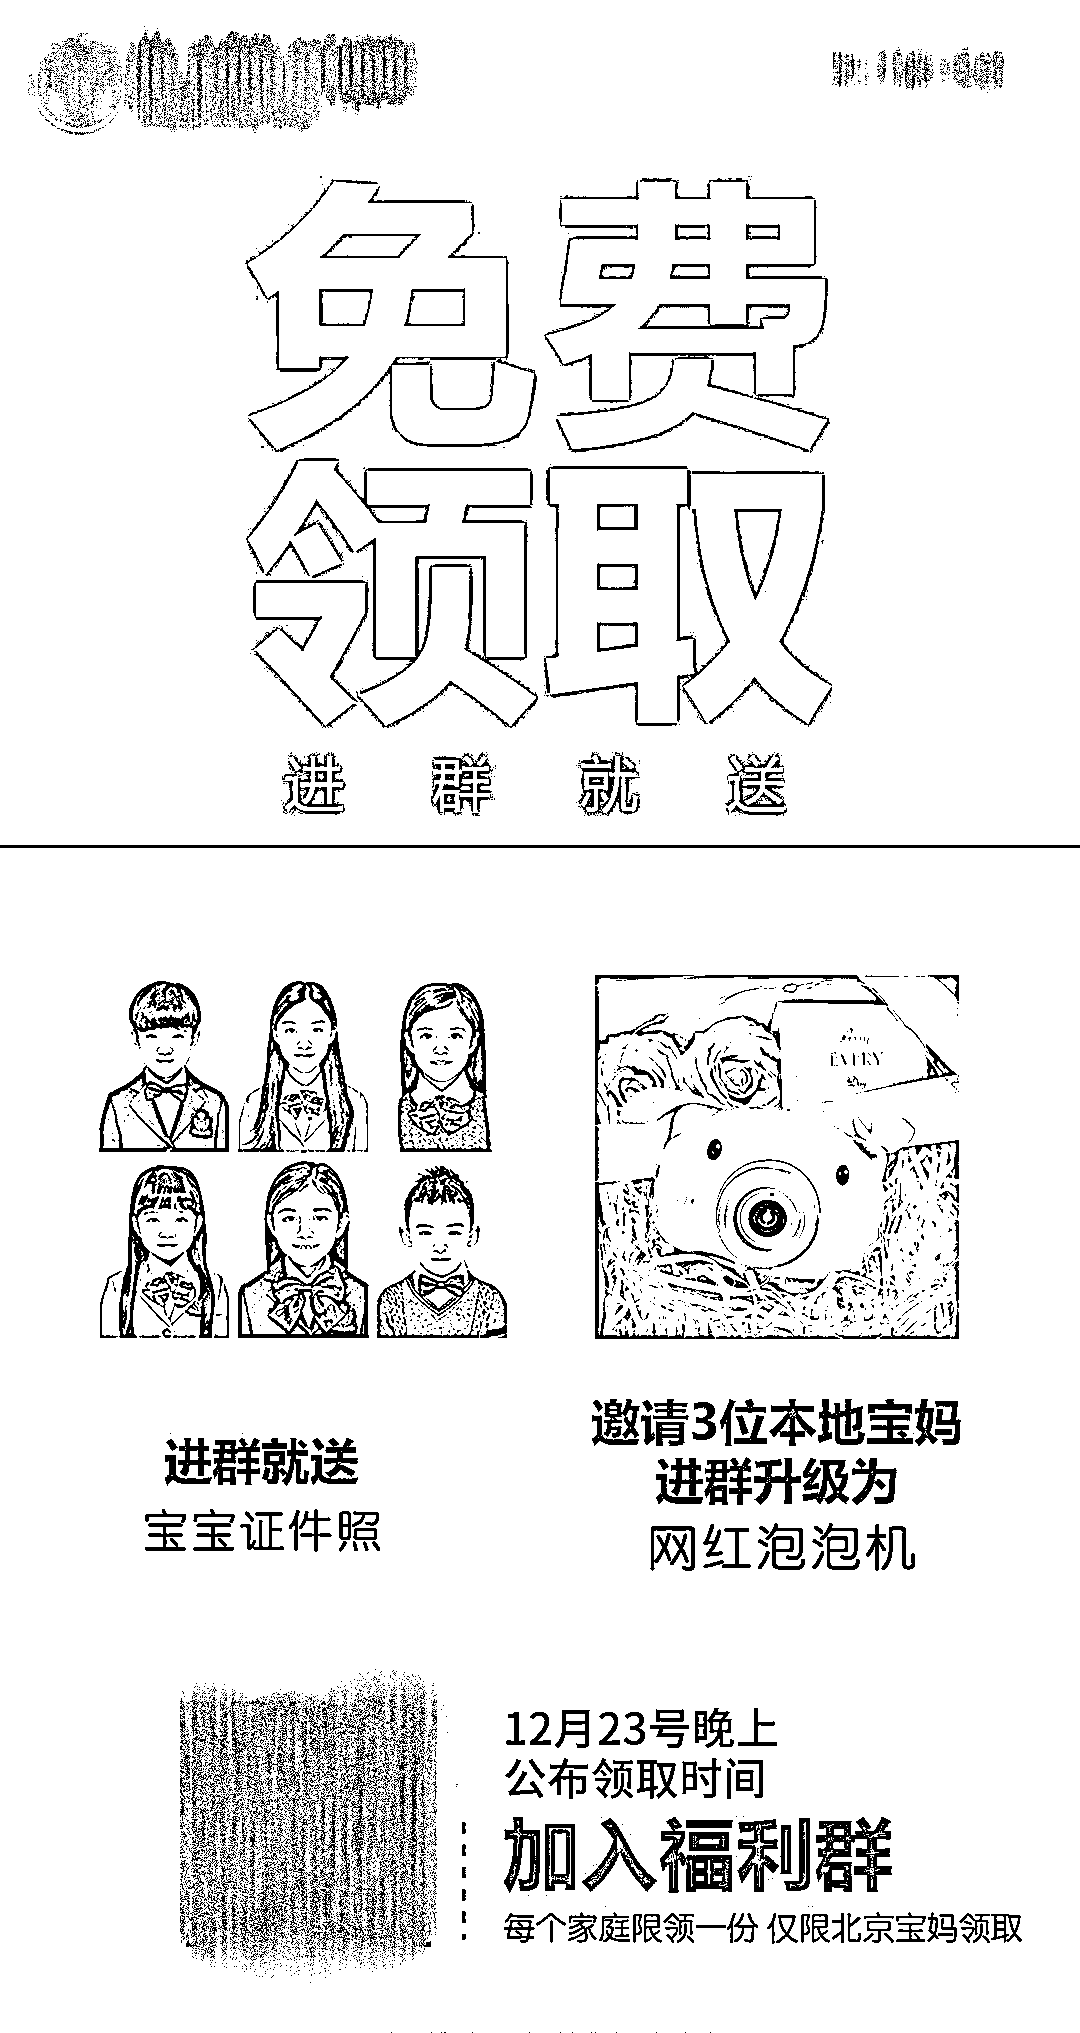 免费
领取
进群就送
EVERY
进群就送
宝宝证件照
邀请3位本地宝妈
进群升级为
网红泡泡机
12月23号晚上
公布领取时间
加入福利群
每个家庭限领一份 仅限北京宝妈领取